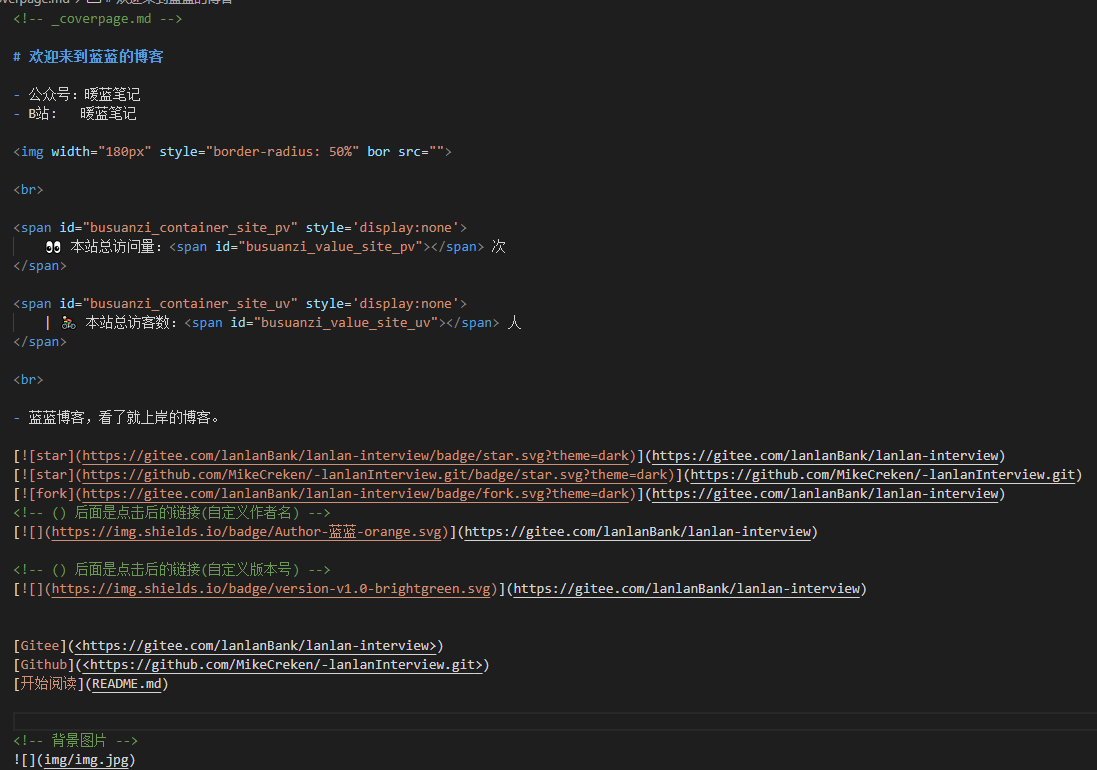 <!-- _coverpage.md -->
# 欢迎来到蓝蓝的博客
- 公众号：暖蓝笔记
- B站：  暖蓝笔记
<img width="180px" style="border-radius: 50%" bor src="">
<br>
<span id="busuanzi_container_site_pv" style='display:none'>
👀 本站总访问量：<span id="busuanzi_value_site_pv"></span> 次
</span>
<span id="busuanzi_container_site_uv" style='display:none'>
| 🚴 本站总访客数：<span id="busuanzi_value_site_uv"></span> 人
</span>
<br>
- 蓝蓝博客，看了就上岸的博客。
[![star](https://gitee.com/lanlanBank/lanlan-interview/badge/star.svg?theme=dark)](https://gitee.com/lanlanBank/lanlan-interview)
[![star](https://github.com/MikeCreken/-lanlanInterview.git/badge/star.svg?theme=dark)](https://github.com/MikeCreken/-lanlanInterview.git)
[![fork](https://gitee.com/lanlanBank/lanlan-interview/badge/fork.svg?theme=dark)](https://gitee.com/lanlanBank/lanlan-interview)
<!-- () 后面是点击后的链接(自定义作者名) -->
[![](https://img.shields.io/badge/Author-蓝蓝-orange.svg)](https://gitee.com/lanlanBank/lanlan-interview)
<!-- () 后面是点击后的链接(自定义版本号) -->
[![](https://img.shields.io/badge/version-v1.0-brightgreen.svg)](https://gitee.com/lanlanBank/lanlan-interview)
[Gitee](<https://gitee.com/lanlanBank/lanlan-interview>)
[Github](<https://github.com/MikeCreken/-lanlanInterview.git>)
[开始阅读](README.md)
<!-- 背景图片 -->
![](img/img.jpg)